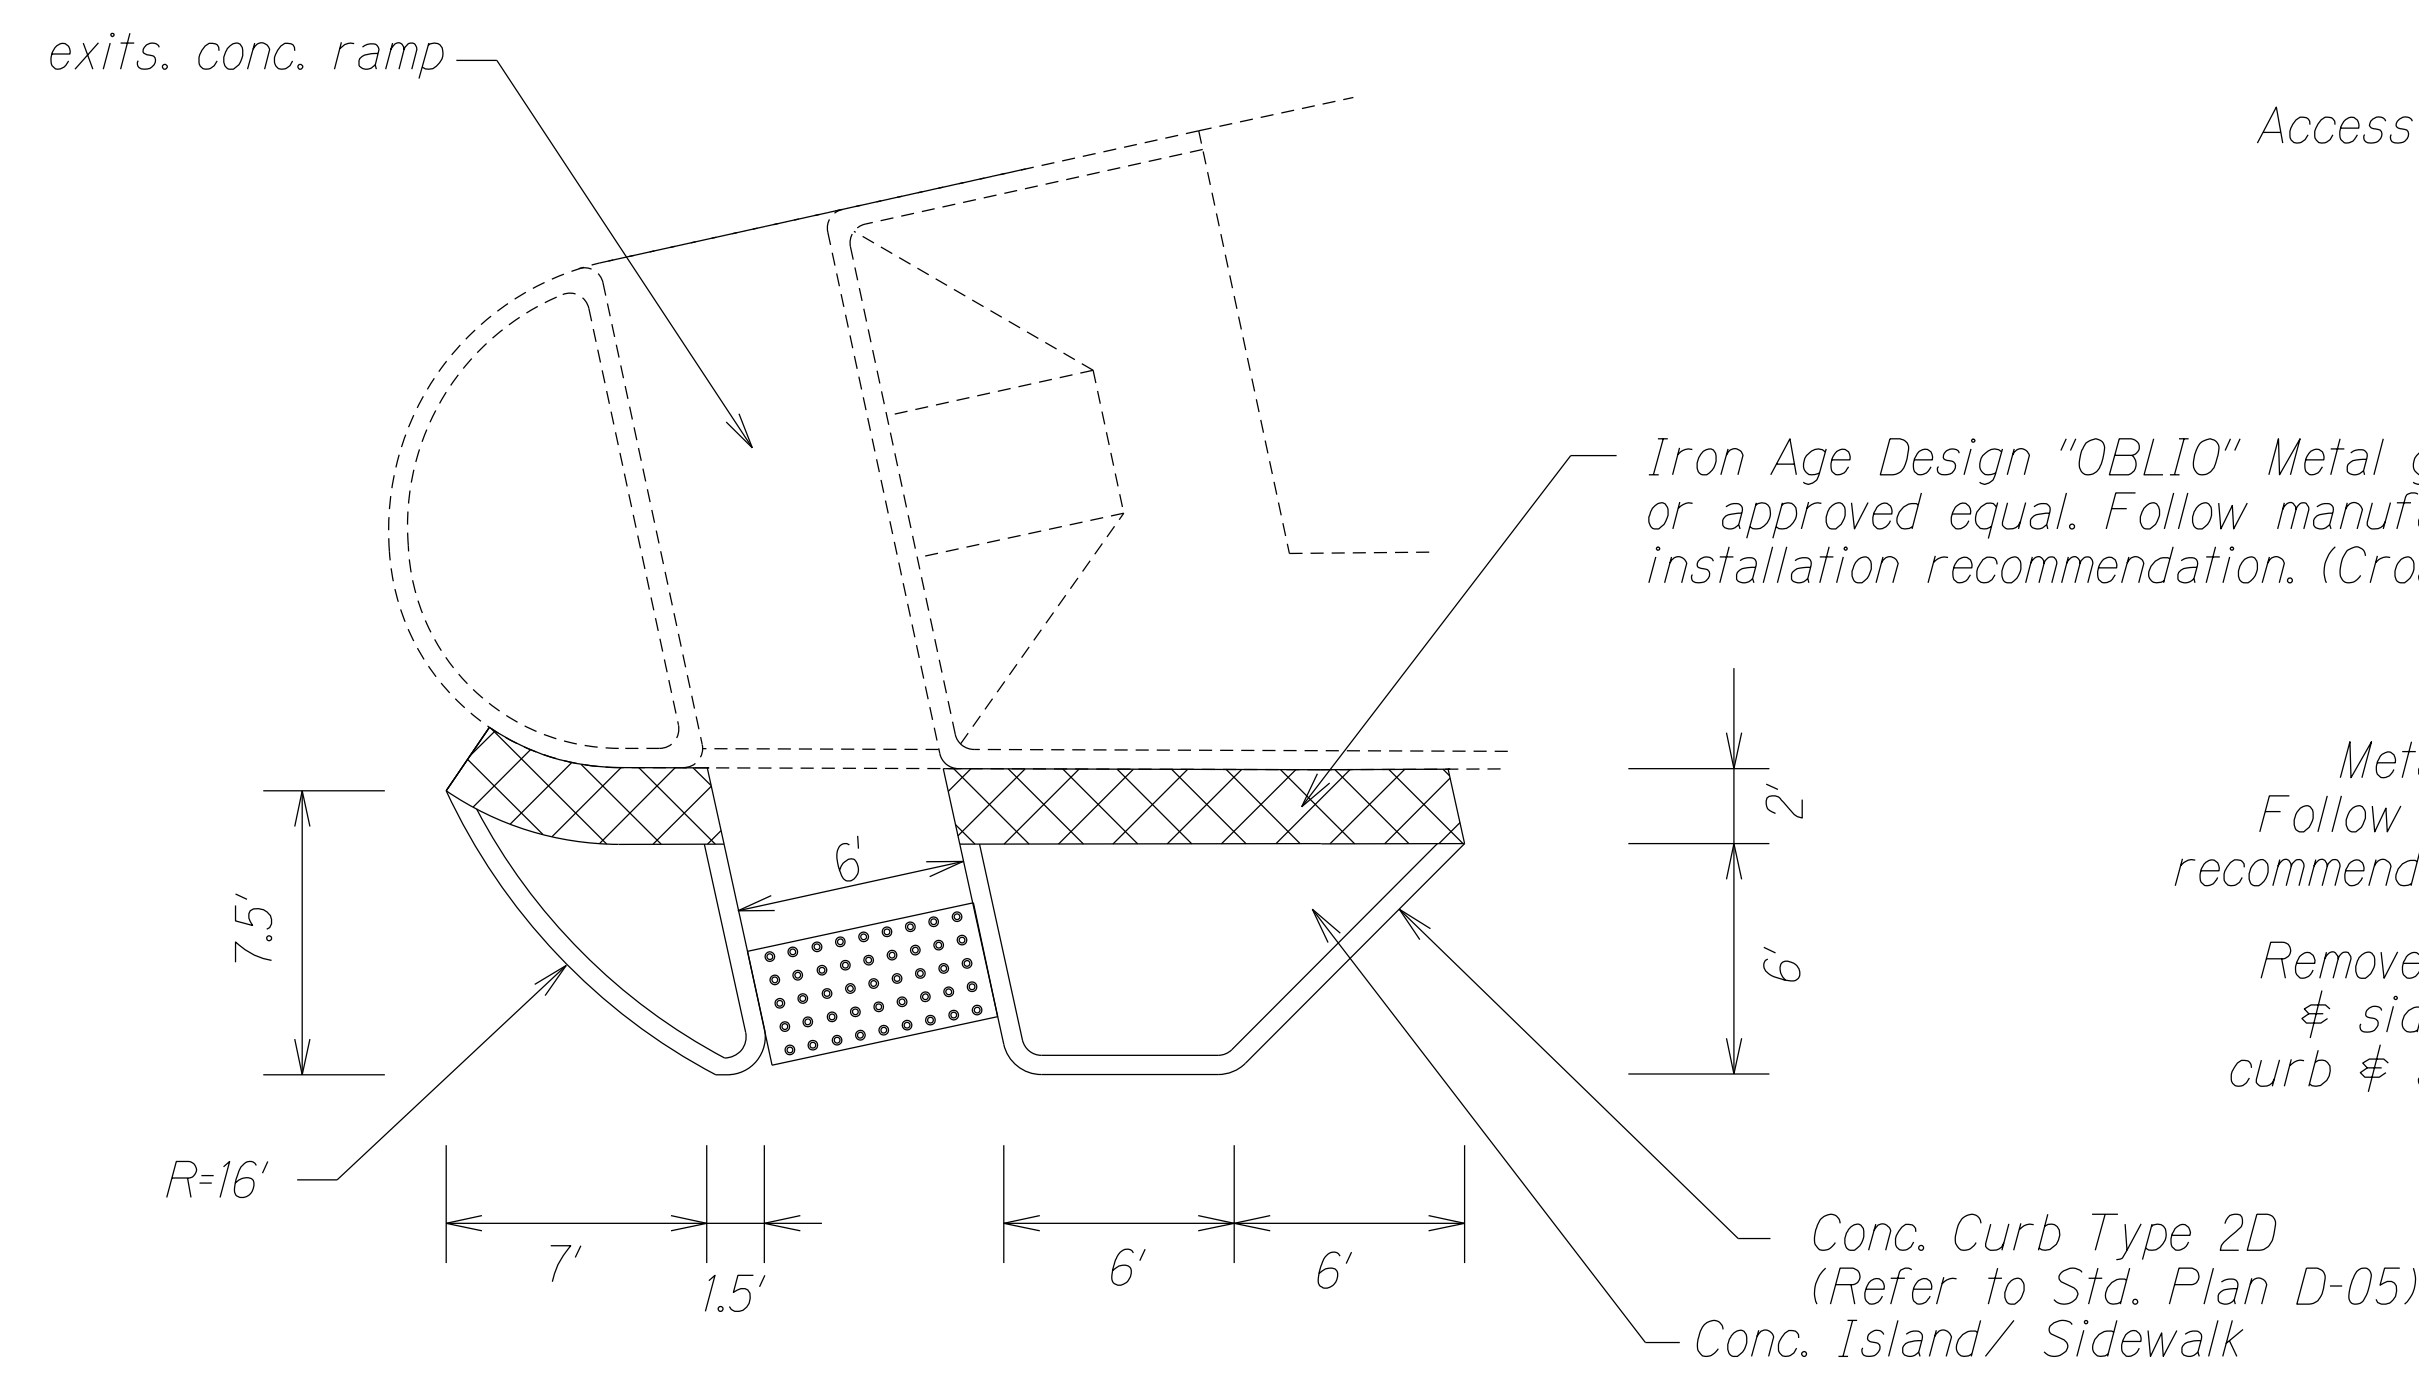 exits. conc. ramp
Access
Iron Age Design "OBLIO" Metal
or approved equal. Follow
installation recommendation.
2'
Follow
6'
7.5'
6'
Remove
&
curb &
R=16'
7'
1.5'
6'
6'
Conc. Curb Type 2D
(Refer to Std. Plan D-05)
Conc. Island/ Sidewalk